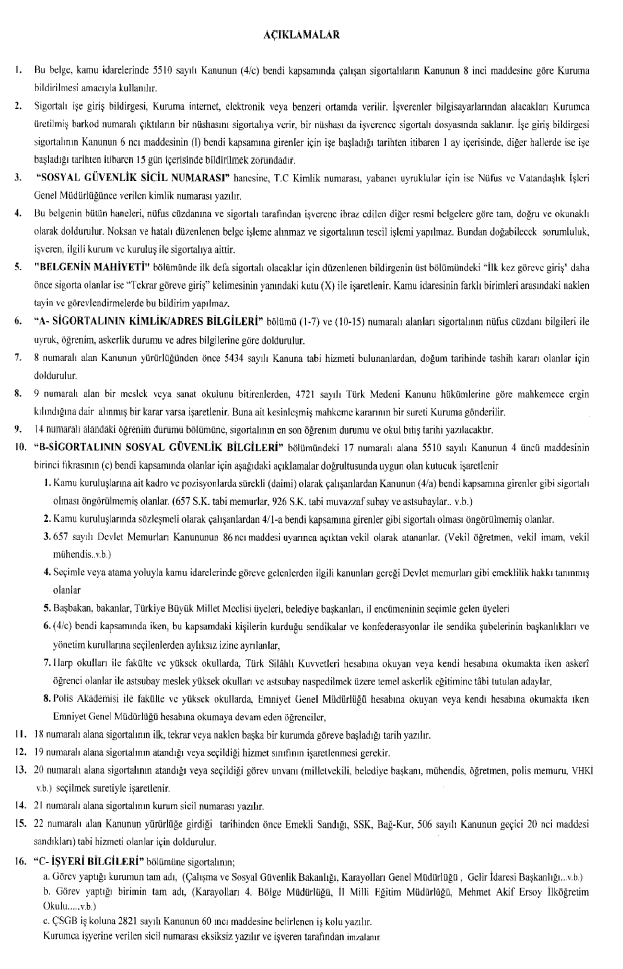 AÇIKLAMALAR
1. Bu belge, kamu idarelerinde 5510 sayılı Kanunun (4/c) bendi kapsamında çalışan sigortalıların Kanunun 8 inci maddesine göre Kuruma
bildirilmesi amacıyla kullanılır.
2. Sigortalı işe giriş bildirgesi, Kuruma internet, elektronik veya benzeri ortamda verilir. İşverenler bilgisayarlarından alacakları Kurumca
üretilmiş barkod numaralı çıktıların bir nüshasını sigortalıya verir, bir nüshası da işverence sigortalı dosyasında saklanır. İşe giriş bildirgesi
sigortalının Kanunun 6 ncı maddesinin (l) bendi kapsamına girenler için işe başladığı tarihten itibaren 1 ay içerisinde, diğer hallerde ise işe
başladığı tarihten itibaren 15 gün içerisinde bildirilmek zorundadır.
3. “SOSYAL GÜVENLİK SİCİL NUMARASI” hanesine, T.C Kimlik numarası, yabancı uyruklular için ise Nüfus ve Vatandaşlık İşleri
Genel Müdürlüğünce verilen kimlik numarası yazılır.
4. Bu belgenin bütün haneleri, nüfus cüzdanına ve sigortalı tarafından işverene ibraz edilen diğer resmi belgelere göre tam, doğru ve okunaklı
olarak doldurulur. Noksan ve hatalı düzenlenen belge işleme alınmaz ve sigortalının tescil işlemi yapılmaz. Bundan doğabilecek sorumluluk,
işveren, ilgili kurum ve kuruluş ile sigortalıya aittir.
5. "BELGENİN MAHİYETİ" bölümünde ilk defa sigortalı olacaklar için düzenlenen bildirgenin üst bölümündeki “İlk kez göreve giriş' daha
önce sigorta olanlar ise “Tekrar göreve giriş” kelimesinin yanındaki kutu (X) ile işaretlenir. Kamu idaresinin farklı birimleri arasındaki naklen
tayin ve görevlendirmelerde bu bildirim yapılmaz.
6. “A- SİGORTALININ KİMLİK/ADRES BİLGİLERİ” bölümü (1-7) ve (10-15) numaralı alanları sigortalının nüfus cüzdanı bilgileri ile
uyruk, öğrenim, askerlik durumu ve adres bilgilerine göre doldurulur.
7. 8 numaralı alan Kanunun yürürlüğünden önce 5434 sayılı Kanuna tabi hizmeti bulunanlardan, doğum tarihinde tashih kararı olanlar için
doldurulur.
8. 9 numaralı alan bir meslek veya sanat okulunu bitirenlerden, 4721 sayılı Türk Medeni Kanunu hükümlerine göre mahkemece ergin
kılındığına dair alınmış bir karar varsa işaretlenir. Buna ait kesinleşmiş mahkeme kararının bir sureti Kuruma gönderilir.
9. 14 numaralı alandaki öğrenim durumu bölümüne, sigortalının en son öğrenim durumu ve okul bitiş tarihi yazılacaktır.
10. “B-SİGORTALININ SOSYAL GÜVENLİK BİLGİLERİ” bölümündeki 17 numaralı alana 5510 sayılı Kanunun 4 üncü maddesinin
birinci fıkrasının (c) bendi kapsamında olanlar için aşağıdaki açıklamalar doğrultusunda uygun olan kutucuk işaretlenir
1. Kamu kuruluşlarına ait kadro ve pozisyonlarda sürekli (daimi) olarak çalışanlardan Kanunun (4/a) bendi kapsamına girenler gibi sigortalı
olması öngörülmemiş olanlar. (657 S.K. tabi memurlar, 926 S.K. tabi muvazzaf subay ve astsubaylar.. v.b.)
2. Kamu kuruluşlarında sözleşmeli olarak çalışanlardan 4/1-a bendi kapsamına girenler gibi sigortalı olması öngörülmemiş olanlar.
3. 657 sayılı Devlet Memurları Kanununun 86 ncı maddesi uyarınca açıktan vekil olarak atananlar. (Vekil öğretmen, vekil imam, vekil
mühendis..v.b.)
4. Seçimle veya atama yoluyla kamu idarelerinde göreve gelenlerden ilgili kanunları gereği Devlet memurları gibi emeklilik hakkı tanınmış
olanlar
5. Başbakan, bakanlar, Türkiye Büyük Millet Meclisi üyeleri, belediye başkanları, il encümeninin seçimle gelen üyeleri
6. (4/c) bendi kapsamında iken, bu kapsamdaki kişilerin kurduğu sendikalar ve konfederasyonlar ile sendika şubelerinin başkanlıkları ve
yönetim kurullarına seçilenlerden aylıksız izine ayrılanlar,
7. Harp okulları ile fakülte ve yüksek okullarda, Türk Silâhlı Kuvvetleri hesabına okuyan veya kendi hesabına okumakta iken askerî
öğrenci olanlar ile astsubay meslek yüksek okulları ve astsubay naspedilmek üzere temel askerlik eğitimine tâbi tutulan adaylar,
8. Polis Akademisi ile fakülte ve yüksek okullarda, Emniyet Genel Müdürlüğü hesabına okuyan veya kendi hesabına okumakta iken
Emniyet Genel Müdürlüğü hesabına okumaya devam eden öğrenciler,
11. 18 numaralı alana sigortalının ilk, tekrar veya naklen başka bir kurumda göreve başladığı tarih yazılır.
12. 19 numaralı alana sigortalının atandığı veya seçildiği hizmet sınıfının işaretlenmesi gerekir.
13. 20 numaralı alana sigortalının atandığı veya seçildiği görev unvanı (milletvekili, belediye başkanı, mühendis, öğretmen, polis memuru, VHKİ
v.b.) seçilmek suretiyle işaretlenir.
14. 21 numaralı alana sigortalının kurum sicil numarası yazılır.
15. 22 numaralı alan Kanunun yürürlüğe girdiği tarihinden önce Emekli Sandığı, SSK, Bağ-Kur, 506 sayılı Kanunun geçici 20 nci maddesi
sandıkları) tabi hizmeti olanlar için doldurulur.
16. “C- İŞYERİ BİLGİLERİ” bölümüne sigortalının;
a. Görev yaptığı kurumun tam adı, (Çalışma ve Sosyal Güvenlik Bakanlığı, Karayolları Genel Müdürlüğü , Gelir İdaresi Başkanlığı...v.b.)
b. Görev yaptığı birimin tam adı, (Karayolları 4. Bölge Müdürlüğü, İl Milli Eğitim Müdürlüğü, Mehmet Akif Ersoy İlköğretim
Okulu.....v.b.)
c. ÇSGB iş koluna 2821 sayılı Kanunun 60 ıncı maddesine belirlenen iş kolu yazılır.
Kurumca işyerine verilen sicil numarası eksiksiz yazılır ve işveren tarafından imzalanır